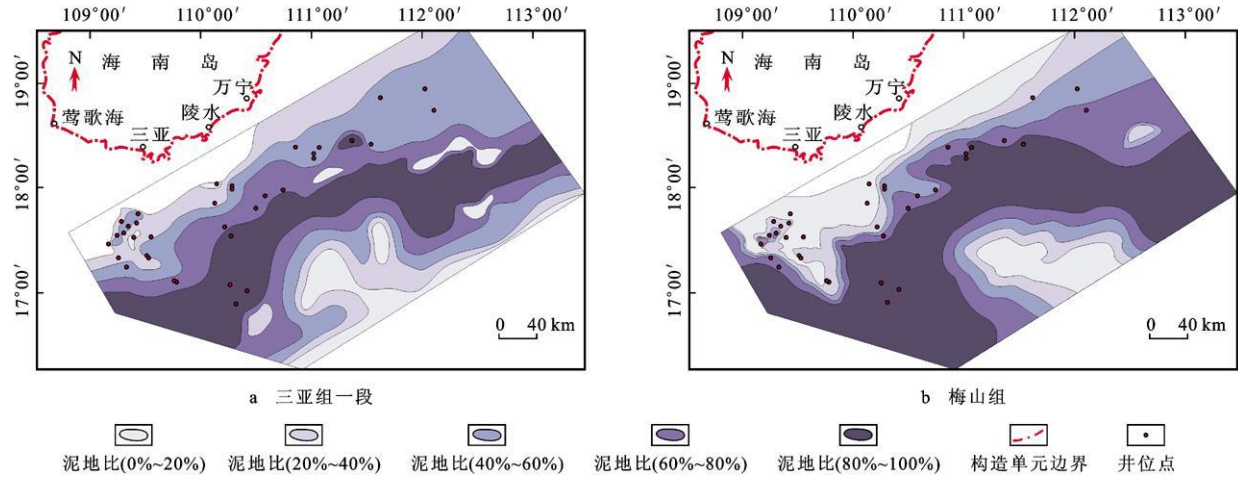 109°00′ 110°00′ 111°00′ 112°00′ 113°00′
19°00′
18°00′
17°00′
N
海 南 岛
万宁
陵水
莺歌海
三亚
0 40 km
a 三亚组一段
109°00′ 110°00′ 111°00′ 112°00′ 113°00′
19°00′
18°00′
17°00′
N
海 南 岛
万宁
陵水
莺歌海
三亚
0 40 km
b 梅山组
泥地比(0%~20%) 泥地比(20%~40%) 泥地比(40%~60%) 泥地比(60%~80%) 泥地比(80%~100%) 构造单元边界 井位点